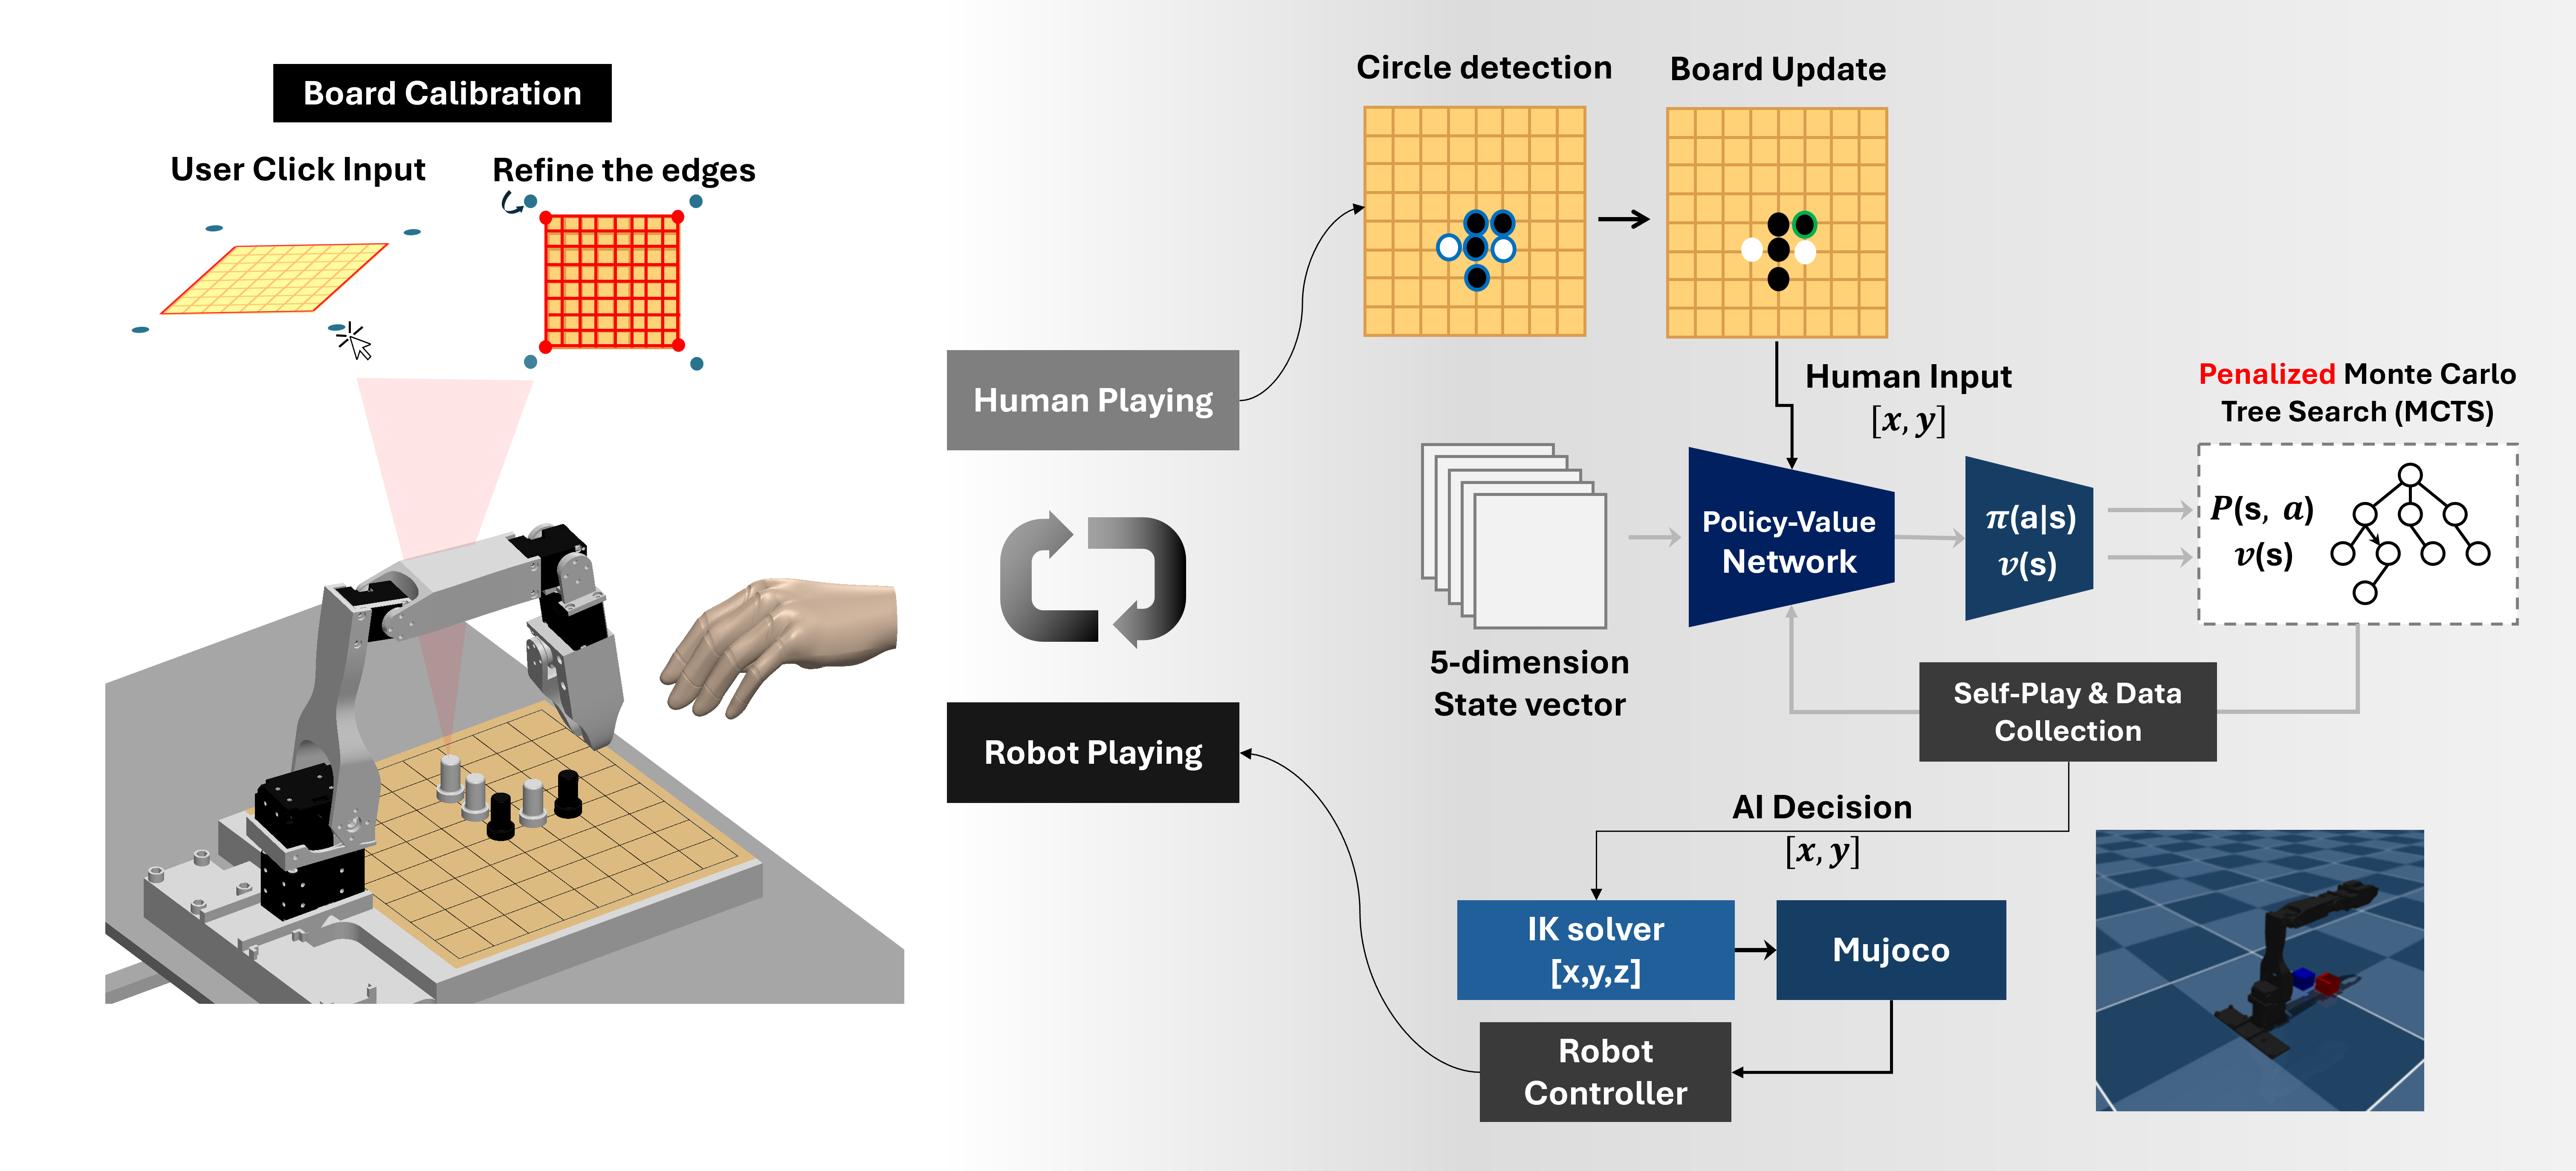 Board Calibration
User Click Input
Refine the edges
Circle detection
Board Update
Human Playing
Human Input
[x, y]
Penalized Monte Carlo
Tree Search (MCTS)
Policy-Value
Network
π(a|s)
v(s)
P(s, a)
v(s)
5-dimension
State vector
Self-Play & Data
Collection
Robot Playing
AI Decision
[x, y]
IK solver
[x,y,z]
Mujoco
Robot
Controller